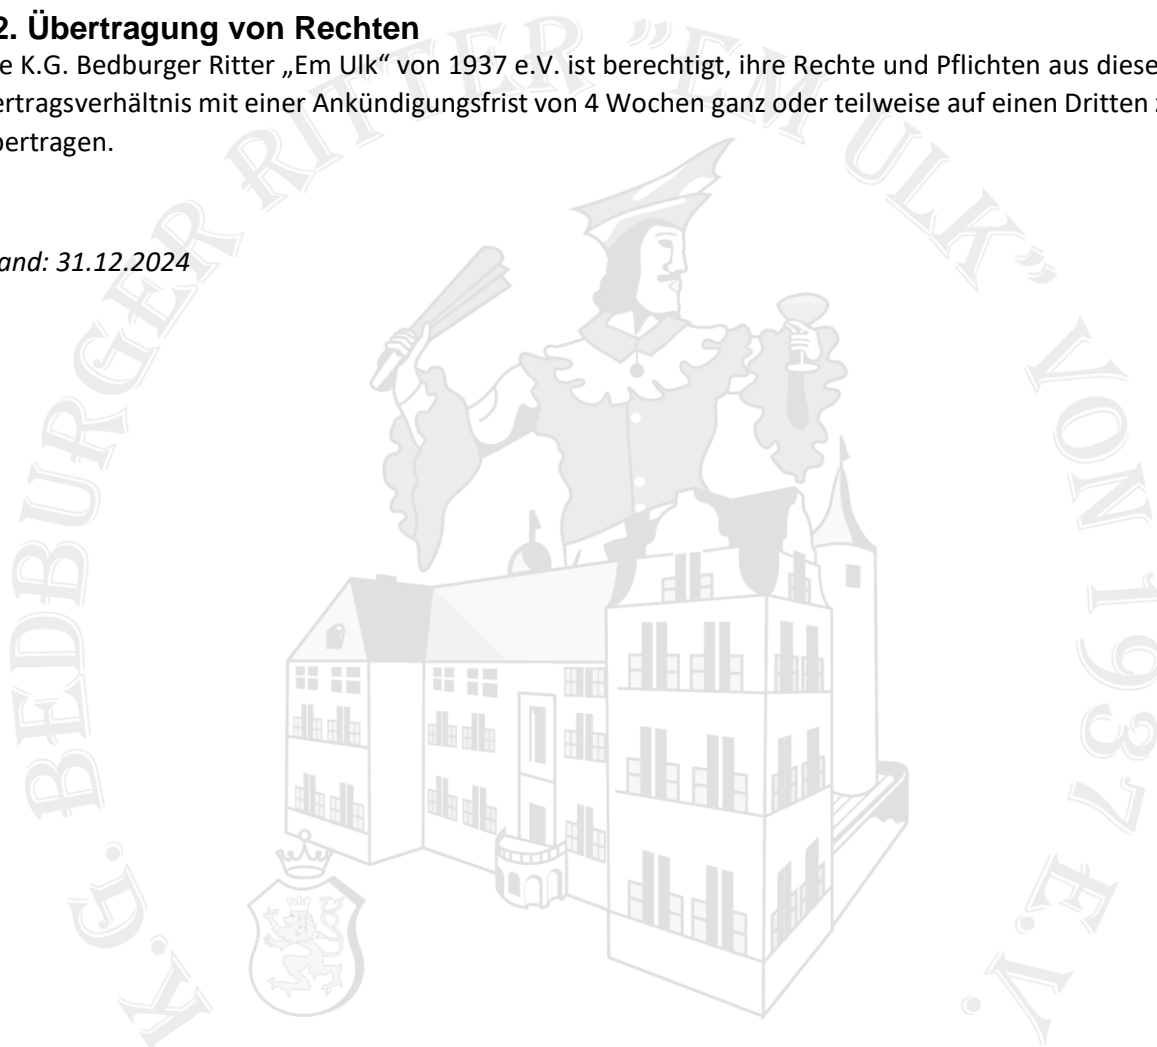 2. Übertragung von Rechten
e K.G. Bedburger Ritter „Em Ulk“ von 1937 e.V. ist berechtigt, ihre Rechte und Pflichten aus diese
ertragsverhältnis mit einer Ankündigungsfrist von 4 Wochen ganz oder teilweise auf einen Dritten z
bertragen.
and: 31.12.2024
K.G. BEDBURGER RITTER "EM ULK" VON 1937 E.V.